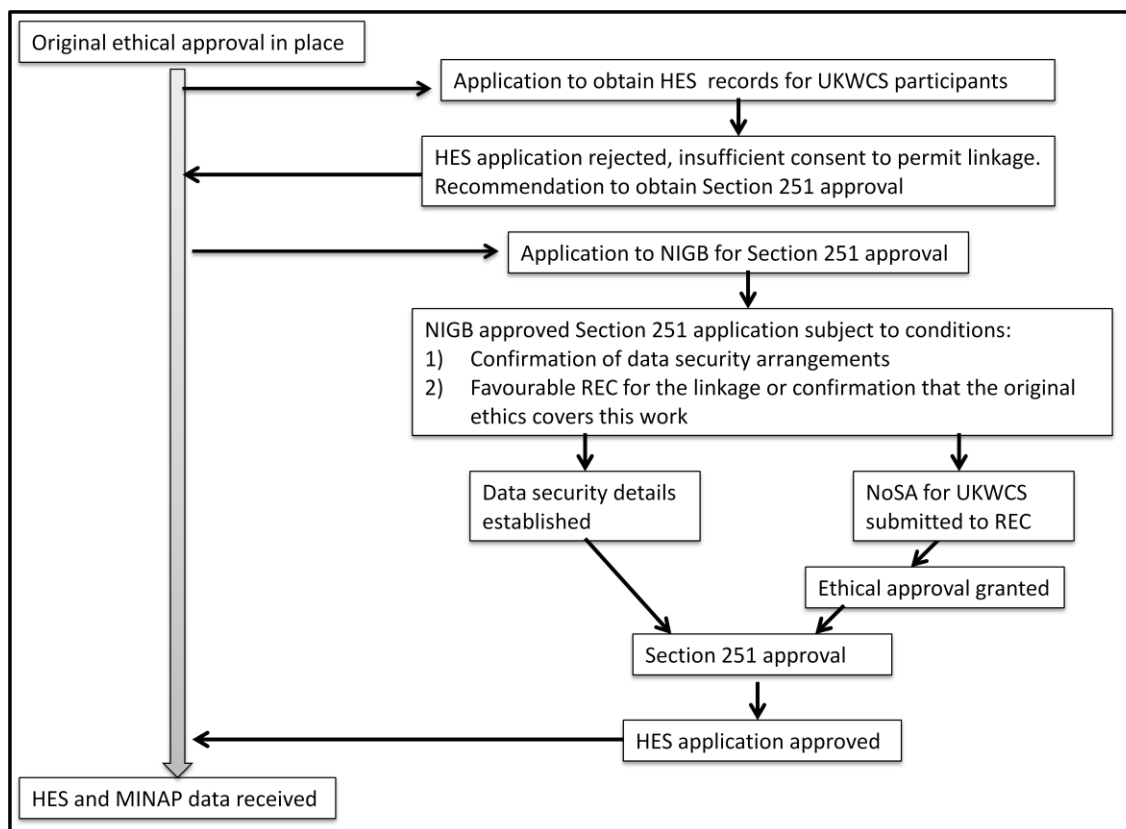 Original ethical approval in place
Application to obtain HES  records for UKWCS participants
HES application rejected, insufficient consent to permit linkage.
Recommendation to obtain Section 251 approval
Application to NIGB for Section 251 approval
NIGB approved Section 251 application subject to conditions:
1) Confirmation of data security arrangements
2) Favourable REC for the linkage or confirmation that the original
ethics covers this work
Data security details
established
NoSA for UKWCS
submitted to REC
Ethical approval granted
Section 251 approval
HES application approved
HES and MINAP data received